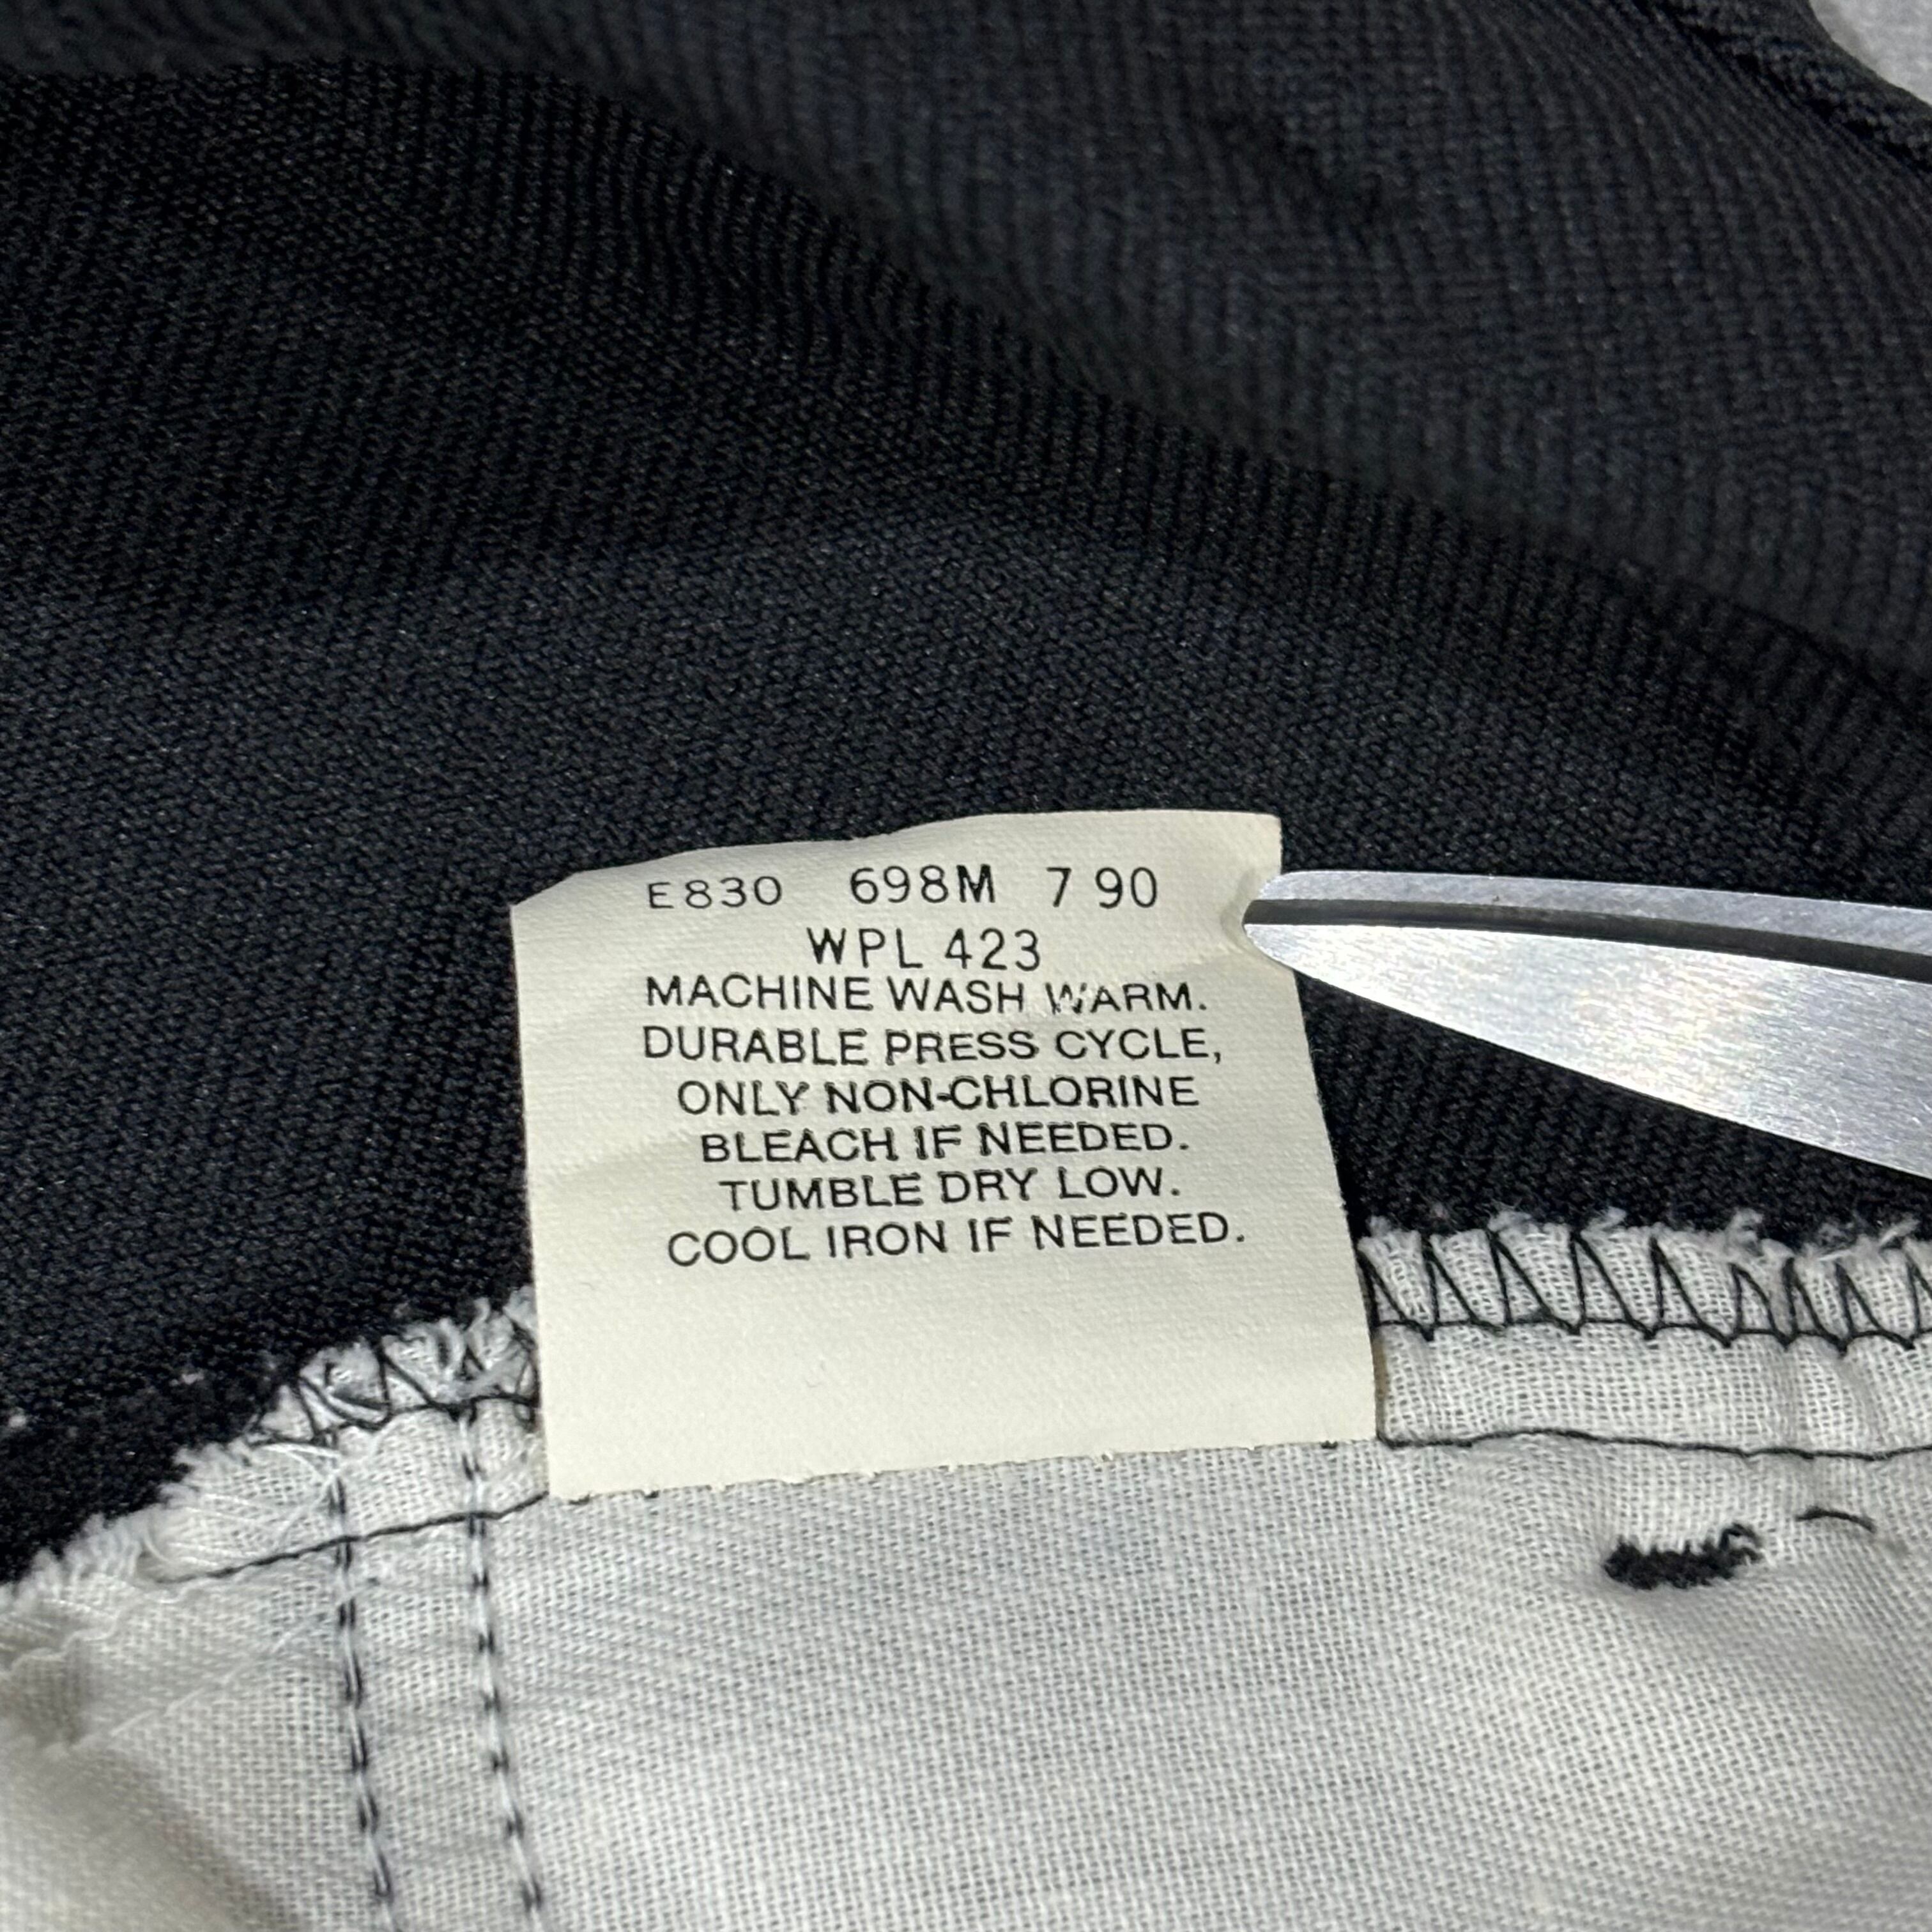 E830 698M 7 90
WPL 423
MACHINE WASH WARM.
DURABLE PRESS CYCLE,
ONLY NON-CHLORINE
BLEACH IF NEEDED.
TUMBLE DRY LOW.
COOL IRON IF NEEDED.